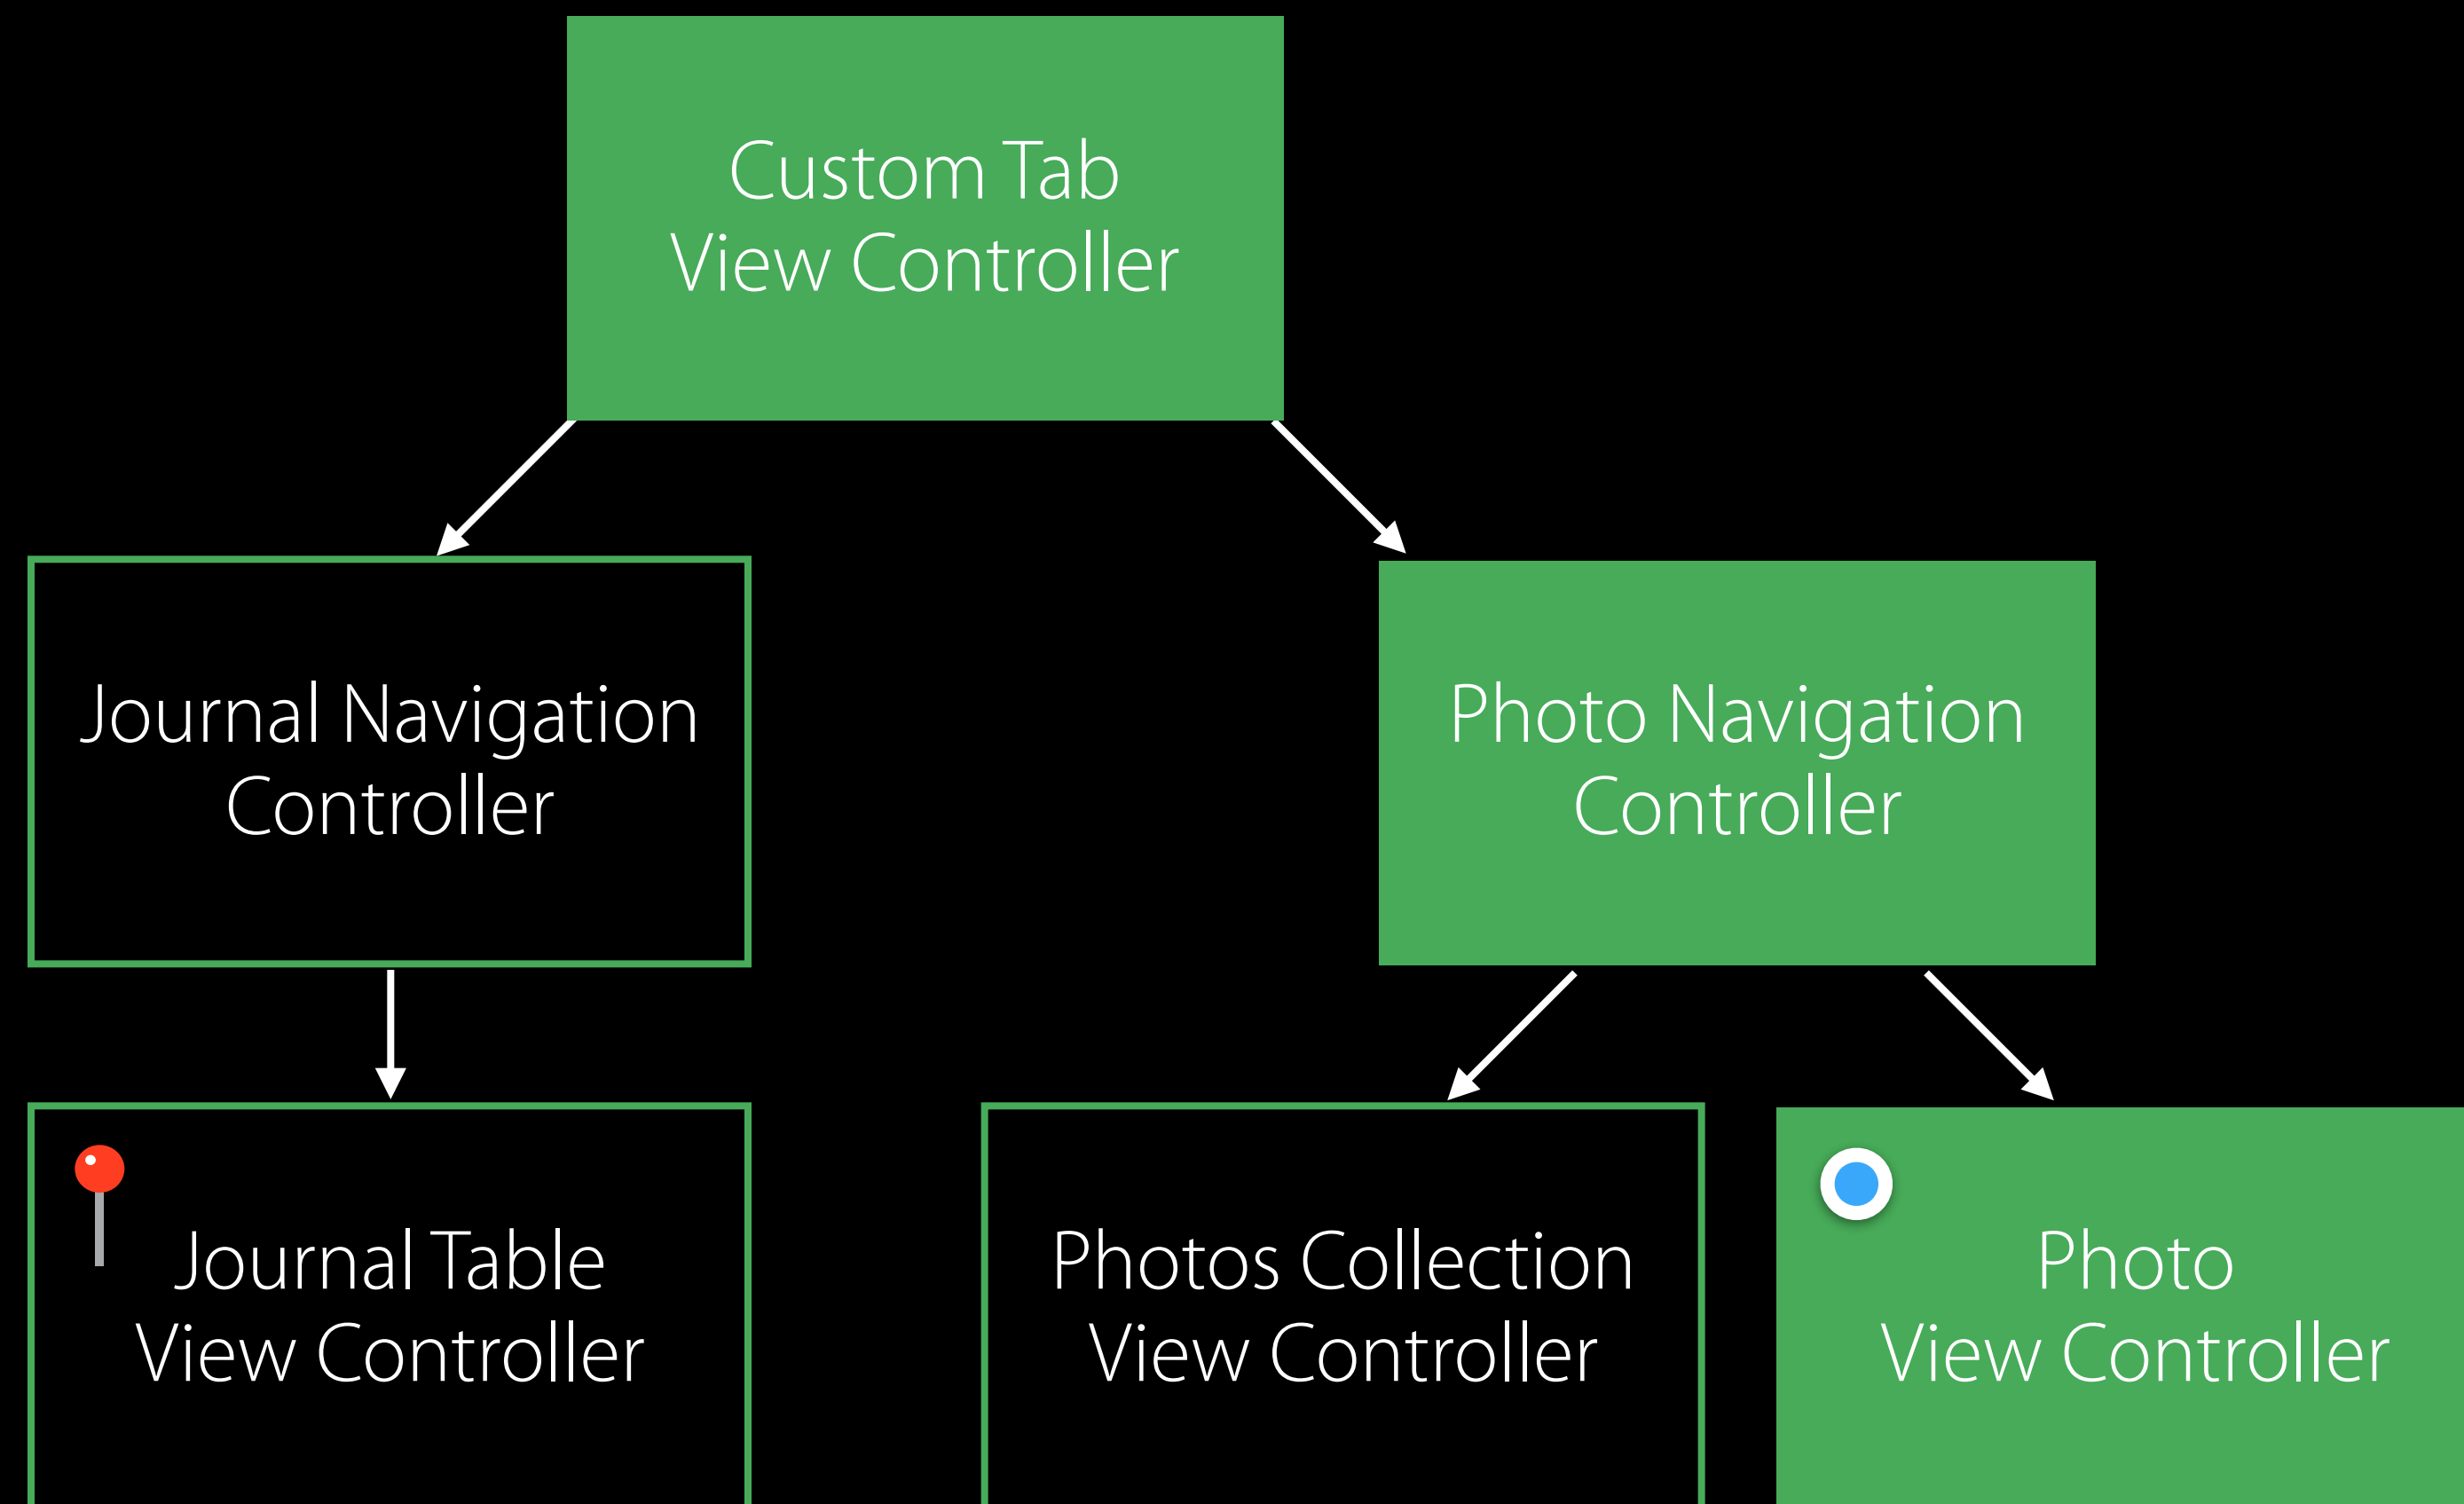 Custom Tab
View Controller
Journal Navigation
Controller
Photo Navigation
Controller
Journal Table
View Controller
Photos Collection
View Controller
Photo
View Controller